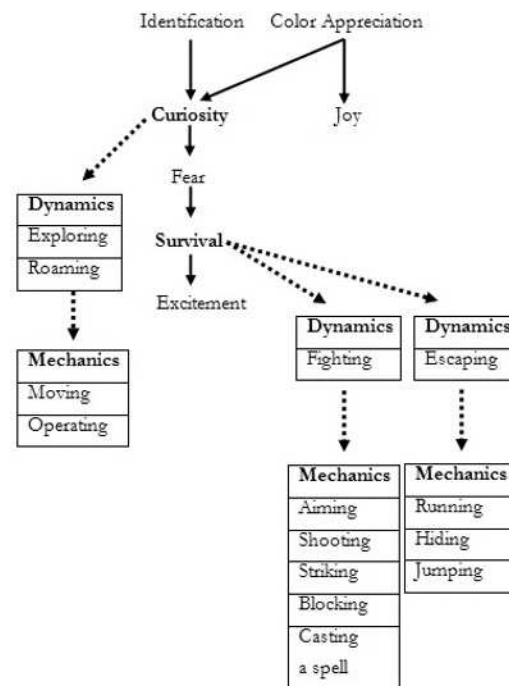 Identification Color Appreciation
Curiosity Joy
Fear
Dynamics
Exploring
Roaming
Survival
Excitement
Mechanics
Moving
Operating
Dynamics
Fighting
Dynamics
Escaping
Mechanics
Aiming
Shooting
Striking
Blocking
Casting
a spell
Mechanics
Running
Hiding
Jumping